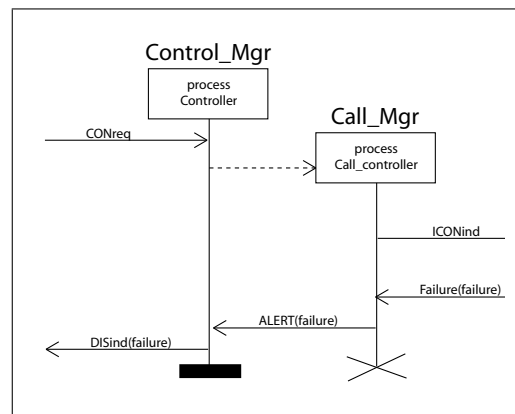 Control_Mgr
process
Controller
Call_Mgr
CONreq
process
Call_controller
ICONind
Failure(failure)
ALERT(failure)
DISind(failure)